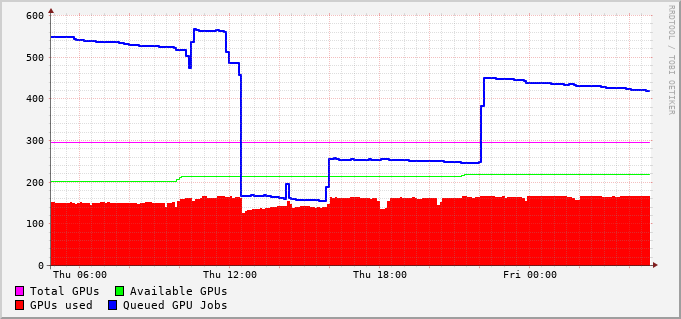 600
500
400
300
200
100
0
Thu 06:00 Thu 12:00 Thu 18:00 Fri 00:00
Total GPUs Available GPUs
GPUs used Queued GPU Jobs
RRDTOOL / TOBI OETIKER